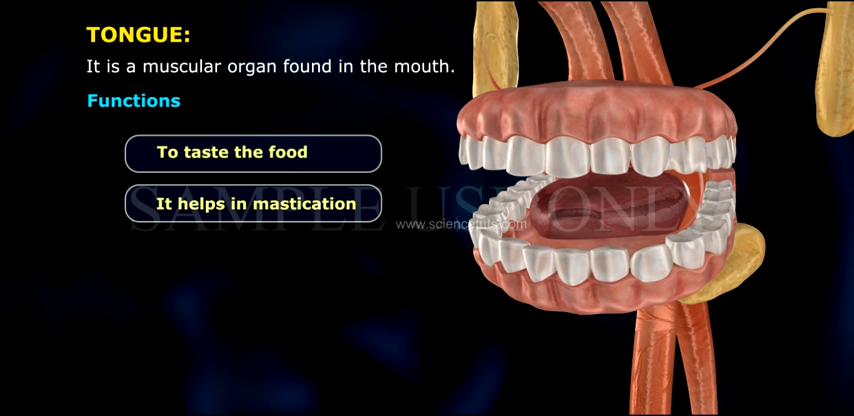 TONGUE:
It is a muscular organ found in the mouth.
Functions
To taste the food
It helps in mastication
SAMPLE USE ONLY
www.sciencetuts.com